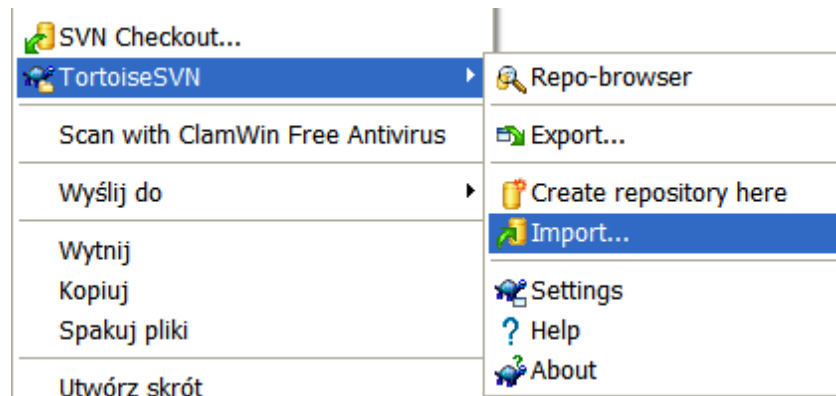 SVN Checkout...
TortoiseSVN
Scan with ClamWin Free Antivirus
Wyślij do
Wytnij
Kopiuj
Spakuj pliki
Utwórz skrót
Repo-browser
Export...
Create repository here
Import...
Settings
? Help
About